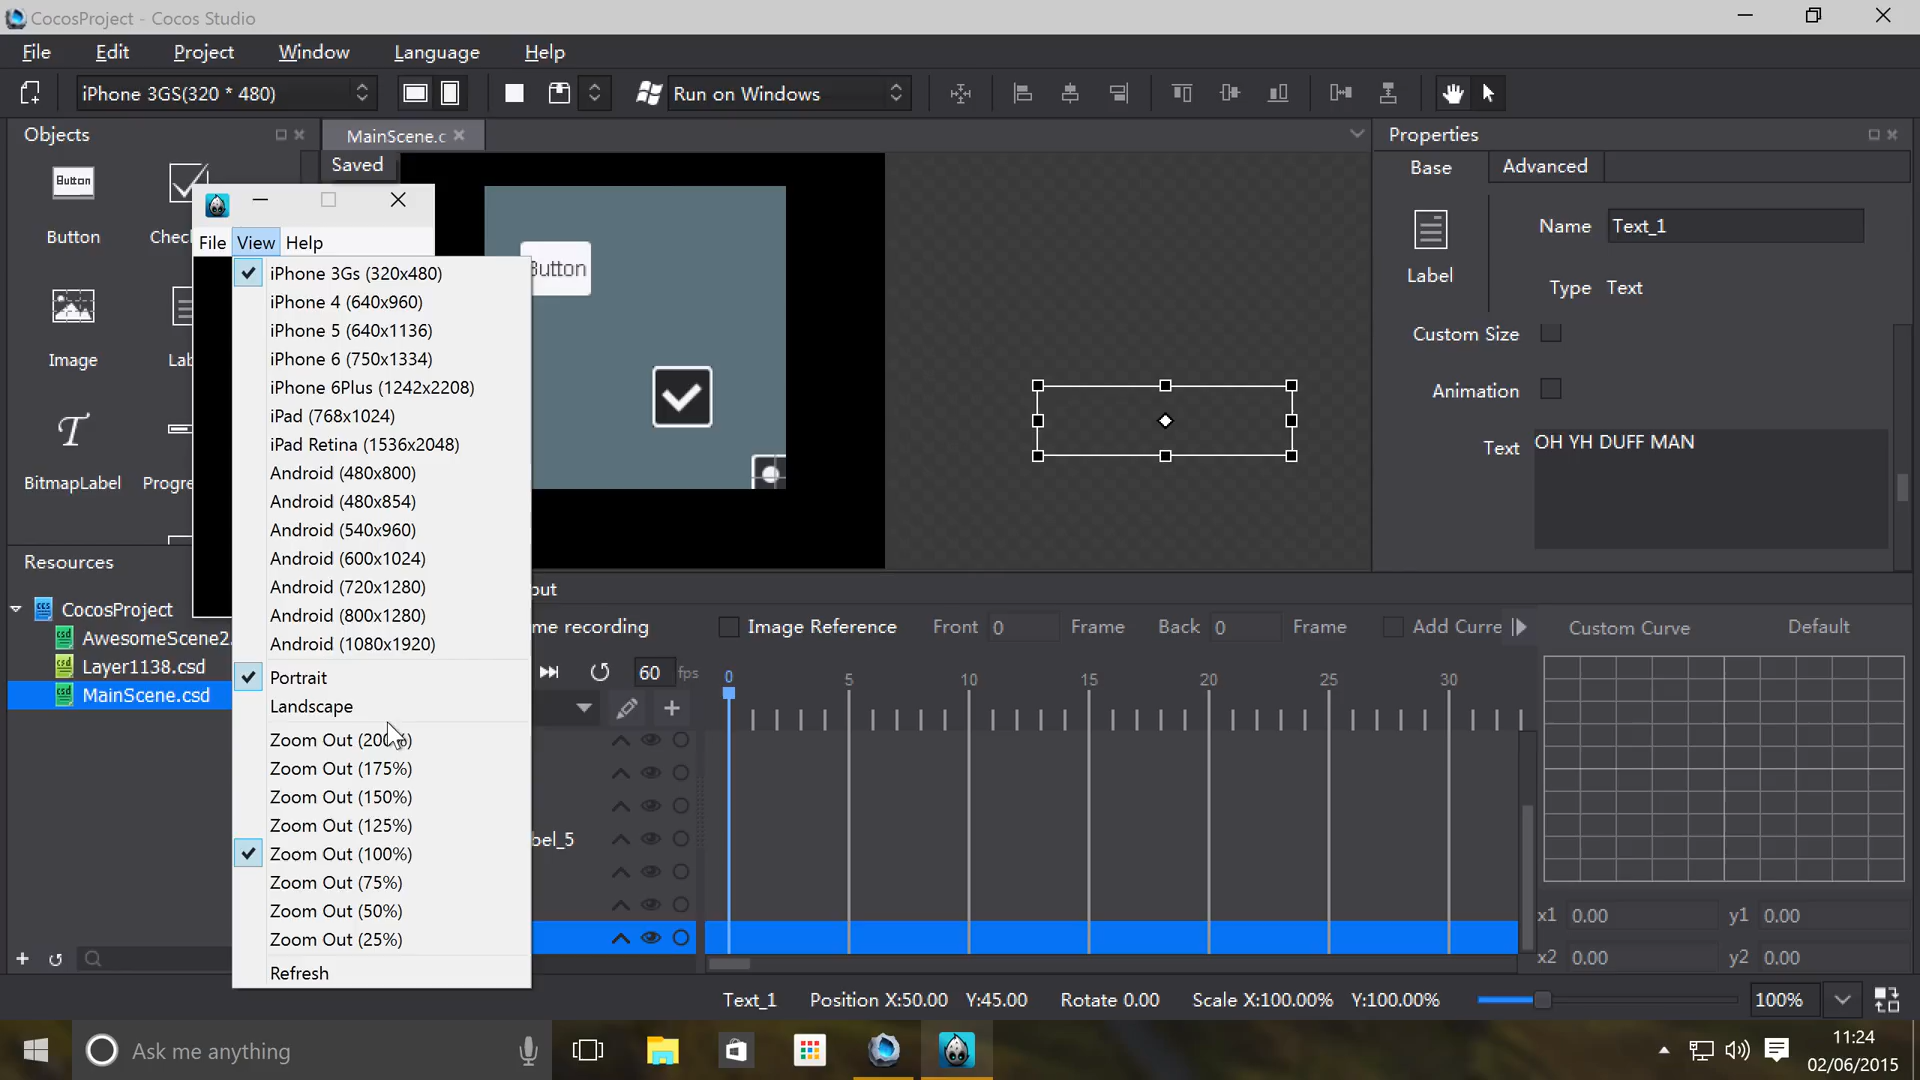 CocosProject - Cocos Studio
File Edit Project Window Language Help
iPhone 3GS(320 * 480)
Run on Windows
Objects
MainScene.c
Saved
Button
Button
Image
BitmapLabel
Resources
CocosProject
AwesomeScene2.
Layer1138.csd
MainScene.csd
File View Help
iPhone 3Gs (320x480)
iPhone 4 (640x960)
iPhone 5 (640x1136)
iPhone 6 (750x1334)
iPhone 6Plus (1242x2208)
iPad (768x1024)
iPad Retina (1536x2048)
Android (480x800)
Android (480x854)
Android (540x960)
Android (600x1024)
Android (720x1280)
Android (800x1280)
Android (1080x1920)
Portrait
Landscape
Zoom Out (200%)
Zoom Out (175%)
Zoom Out (150%)
Zoom Out (125%)
Zoom Out (100%)
Zoom Out (75%)
Zoom Out (50%)
Zoom Out (25%)
Refresh
Properties
Base Advanced
Label
Name Text_1
Type Text
Custom Size
Animation
Text OH YH DUFF MAN
me recording
Image Reference Front 0 Frame Back 0 Frame Add Curre
60 fps
0 5 10 15 20 25 30
bel_5
Custom Curve Default
x1 0.00 y1 0.00
x2 0.00 y2 0.00
Text_1 Position X:50.00 Y:45.00 Rotate 0.00 Scale X:100.00% Y:100.00% 100%
Ask me anything
11:24
02/06/2015